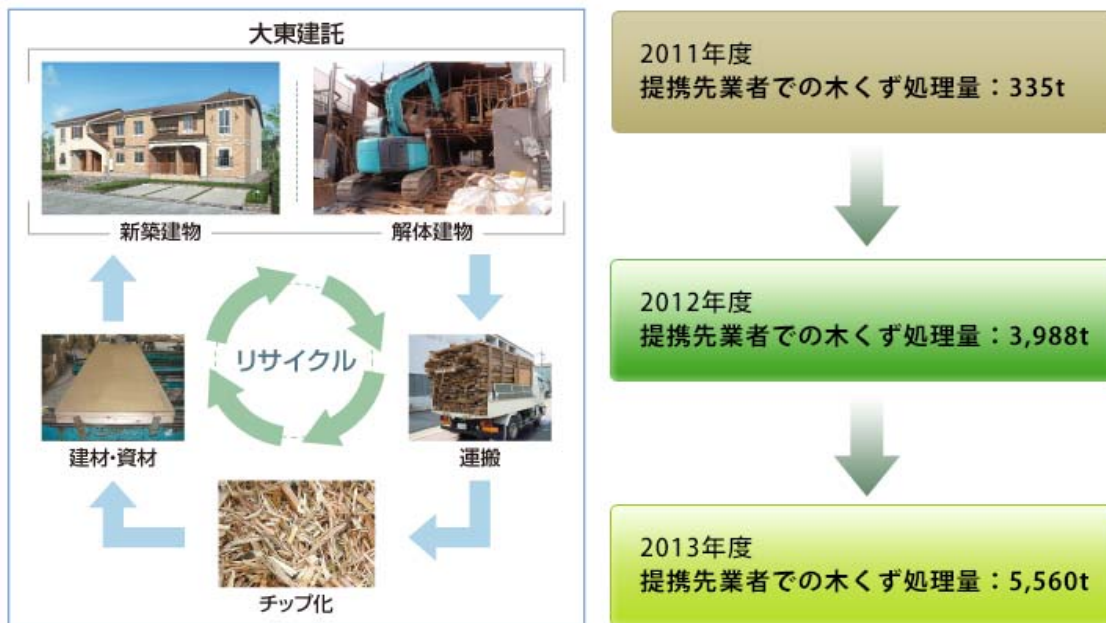 大東建託
新築建物
解体建物
リサイクル
建材・資材
運搬
チップ化
2011年度
提携先業者での木くず処理量：335t
2012年度
提携先業者での木くず処理量：3,988t
2013年度
提携先業者での木くず処理量：5,560t